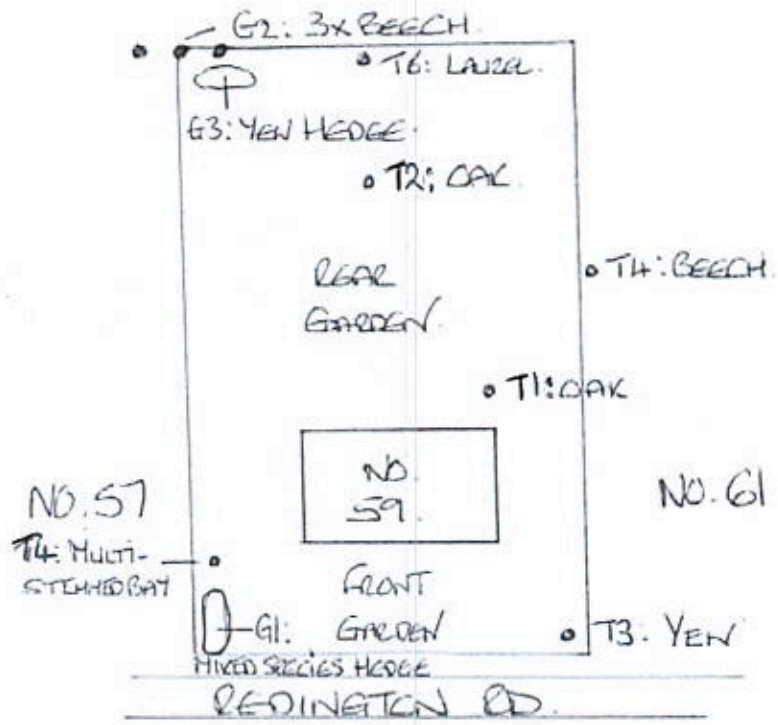 G2: 3x BEECH.
T6: LAUREL.
G3: YEW HEDGE.
T2: OAK.
REAR
GARDEN.
T4: BEECH.
T1: OAK
NO.
59.
NO. 57
NO. 61
T4: MULTI-
STEMMED BAY
FRONT
GARDEN
G1:
MIXED SPECIES HEDGE
T3: YEW
REDINGTON RD.